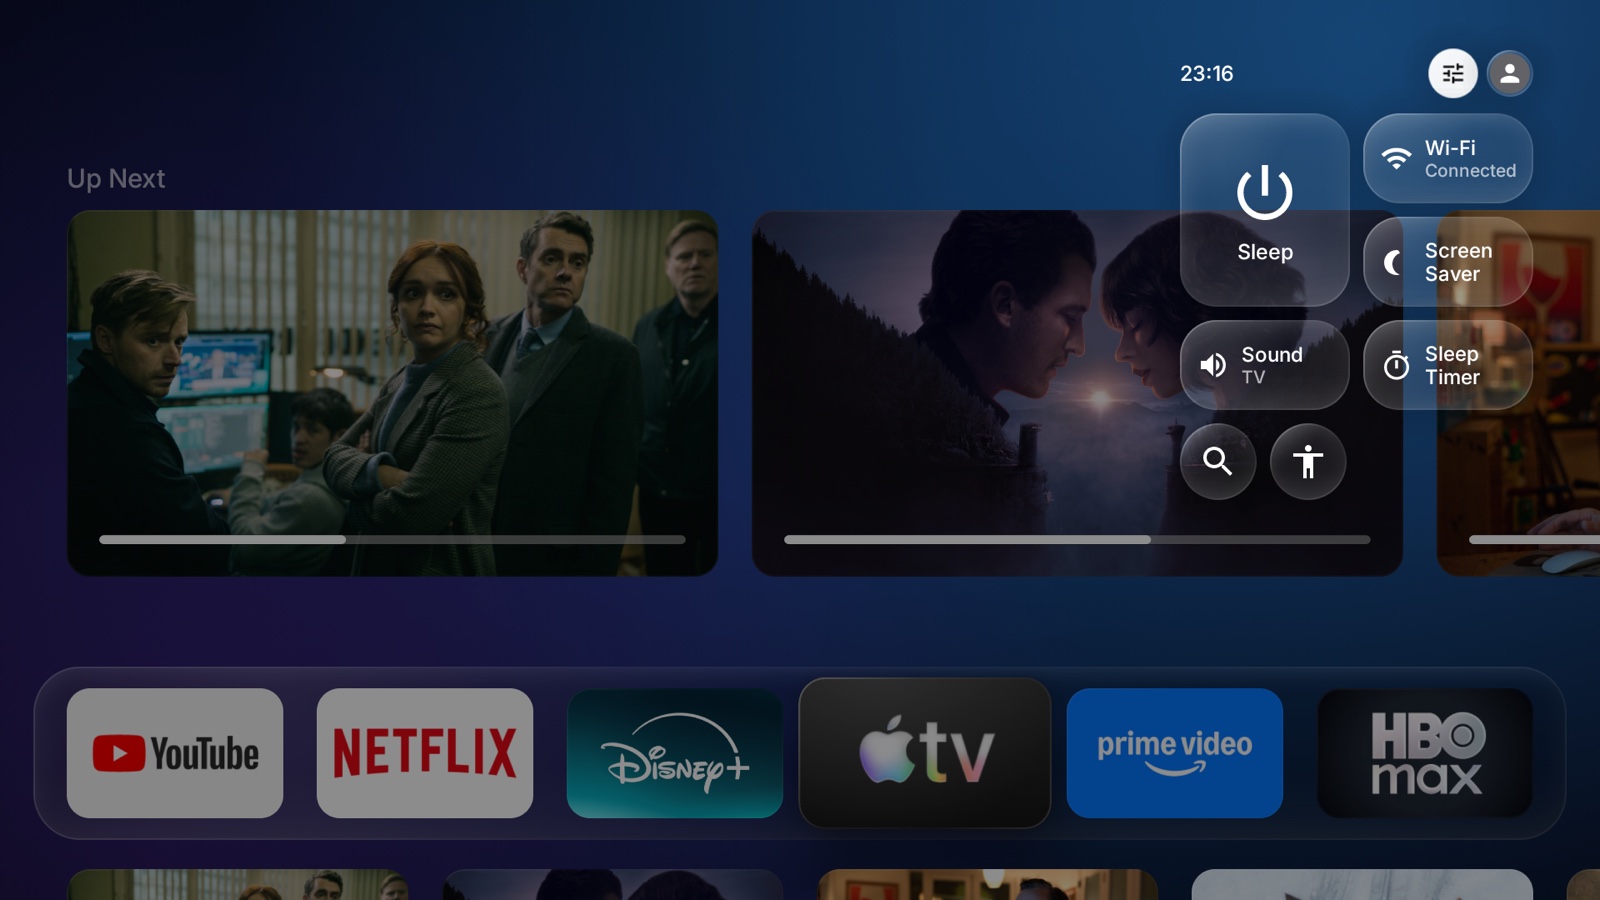 23:16
Wi-Fi
Connected
Up Next
Sleep
Screen
Saver
Sound
TV
Sleep
Timer
YouTube
NETFLIX
Disney+
tv
prime video
HBO
max